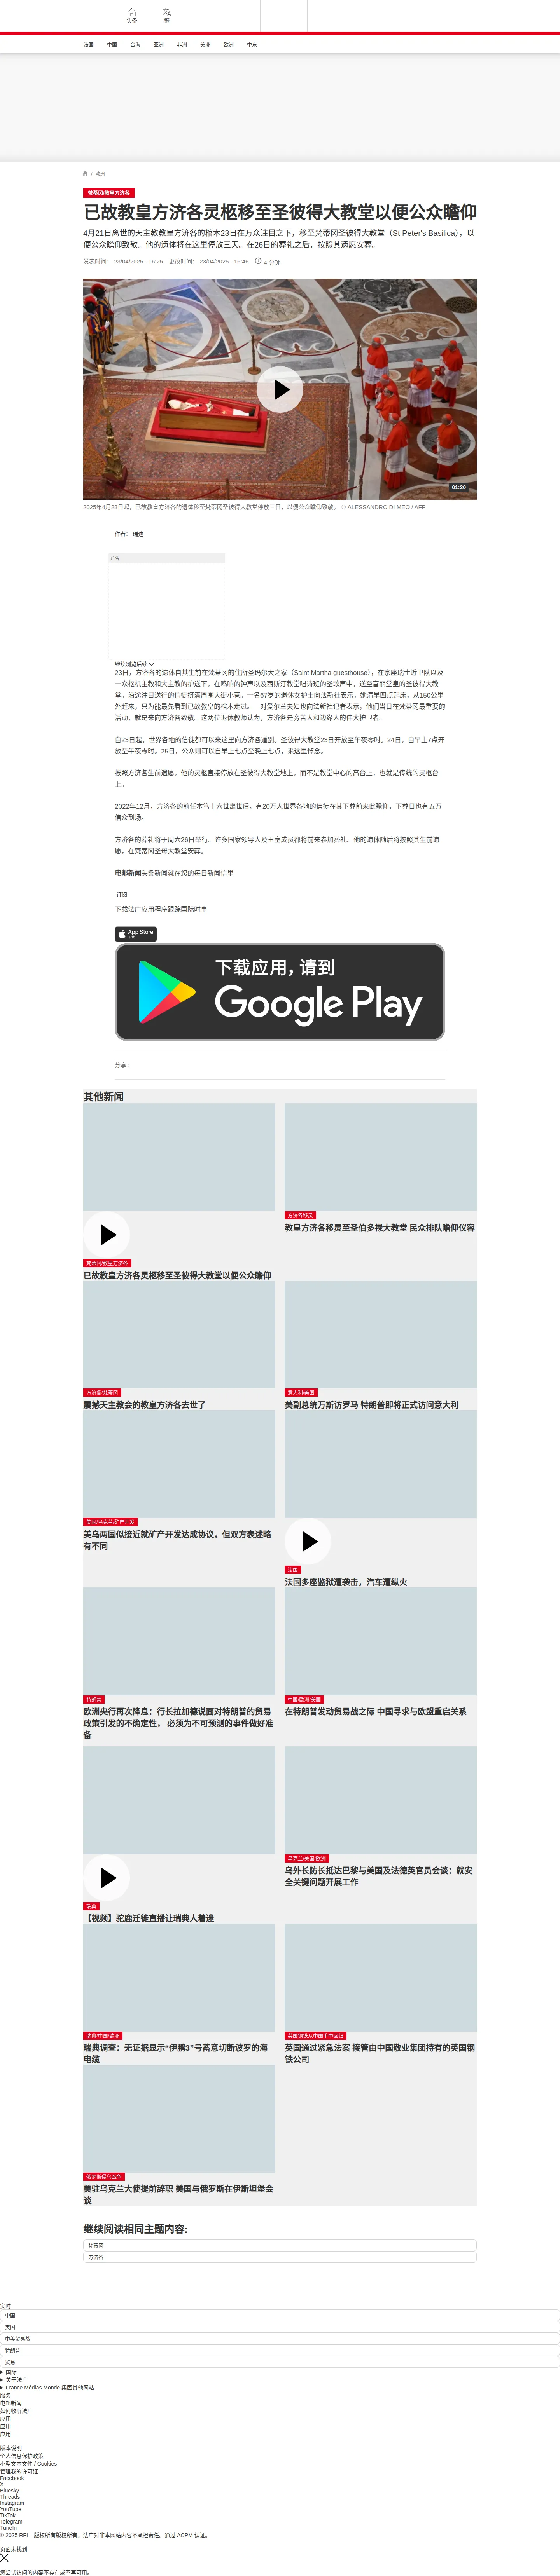 头条
繁
法国
中国
台海
亚洲
非洲
美洲
欧洲
中东
/ 欧洲
梵蒂冈/教皇方济各
已故教皇方济各灵柩移至圣彼得大教堂以便公众瞻仰
4月21日离世的天主教教皇方济各的棺木23日在万众注目之下，移至梵蒂冈圣彼得大教堂（St Peter's Basilica），以
便公众瞻仰致敬。他的遗体将在这里停放三天。在26日的葬礼之后，按照其遗愿安葬。
发表时间： 23/04/2025 - 16:25 更改时间： 23/04/2025 - 16:46 4 分钟
01:20
2025年4月23日起，已故教皇方济各的遗体移至梵蒂冈圣彼得大教堂停放三日，以便公众瞻仰致敬。 © ALESSANDRO DI MEO / AFP
作者： 瑞迪
广告
继续浏览后续
23日，方济各的遗体自其生前在梵蒂冈的住所圣玛尔大之家（Saint Martha guesthouse），在宗座瑞士近卫队以及
一众枢机主教和大主教的护送下，在鸣响的钟声以及西斯汀教堂唱诗班的圣歌声中，送至富丽堂皇的圣彼得大教
堂。沿途注目送行的信徒挤满周围大街小巷。一名67岁的退休女护士向法新社表示，她清早四点起床，从150公里
外赶来，只为能最先看到已故教皇的棺木走过。一对爱尔兰夫妇也向法新社记者表示，他们当日在梵蒂冈最重要的
活动，就是来向方济各致敬。这两位退休教师认为，方济各是穷苦人和边缘人的伟大护卫者。
自23日起，世界各地的信徒都可以来这里向方济各道别。圣彼得大教堂23日开放至午夜零时。24日，自早上7点开
放至午夜零时。25日，公众则可以自早上七点至晚上七点，来这里悼念。
按照方济各生前遗愿，他的灵柩直接停放在圣彼得大教堂地上，而不是教堂中心的高台上，也就是传统的灵柩台
上。
2022年12月，方济各的前任本笃十六世离世后，有20万人世界各地的信徒在其下葬前来此瞻仰，下葬日也有五万
信众到场。
方济各的葬礼将于周六26日举行。许多国家领导人及王室成员都将前来参加葬礼。他的遗体随后将按照其生前遗
愿，在梵蒂冈圣母大教堂安葬。
电邮新闻头条新闻就在您的每日新闻信里
订阅
下载法广应用程序跟踪国际时事
App Store
下载
下载应用，请到
Google Play
分享 :
其他新闻
方济各移灵
教皇方济各移灵至圣伯多禄大教堂 民众排队瞻仰仪容
梵蒂冈/教皇方济各
已故教皇方济各灵柩移至圣彼得大教堂以便公众瞻仰
方济各/梵蒂冈
震撼天主教会的教皇方济各去世了
意大利/美国
美副总统万斯访罗马 特朗普即将正式访问意大利
美国/乌克兰/矿产开发
美乌两国似接近就矿产开发达成协议，但双方表述略
有不同
法国
法国多座监狱遭袭击，汽车遭纵火
特朗普
欧洲央行再次降息：行长拉加德说面对特朗普的贸易
政策引发的不确定性， 必须为不可预测的事件做好准
备
中国/欧洲/美国
在特朗普发动贸易战之际 中国寻求与欧盟重启关系
瑞典
【视频】驼鹿迁徙直播让瑞典人着迷
乌克兰/美国/欧洲
乌外长防长抵达巴黎与美国及法德英官员会谈：就安
全关键问题开展工作
瑞典/中国/欧洲
瑞典调查：无证据显示“伊鹏3”号蓄意切断波罗的海
电缆
英国钢铁从中国手中回归
英国通过紧急法案 接管由中国敬业集团持有的英国钢
铁公司
俄罗斯侵乌战争
美驻乌克兰大使提前辞职 美国与俄罗斯在伊斯坦堡会
谈
继续阅读相同主题内容:
梵蒂冈
方济各
实时
中国
美国
中美贸易战
特朗普
贸易
国际
关于法广
France Médias Monde 集团其他网站
服务
电邮新闻
如何收听法广
应用
应用
应用
版本说明
个人信息保护政策
小型文本文件 / Cookies
管理我的许可证
Facebook
X
Bluesky
Threads
Instagram
YouTube
TikTok
Telegram
TuneIn
© 2025 RFI – 版权所有版权所有。法广对非本网站内容不承担责任。通过 ACPM 认证。
页面未找到
您尝试访问的内容不存在或不再可用。